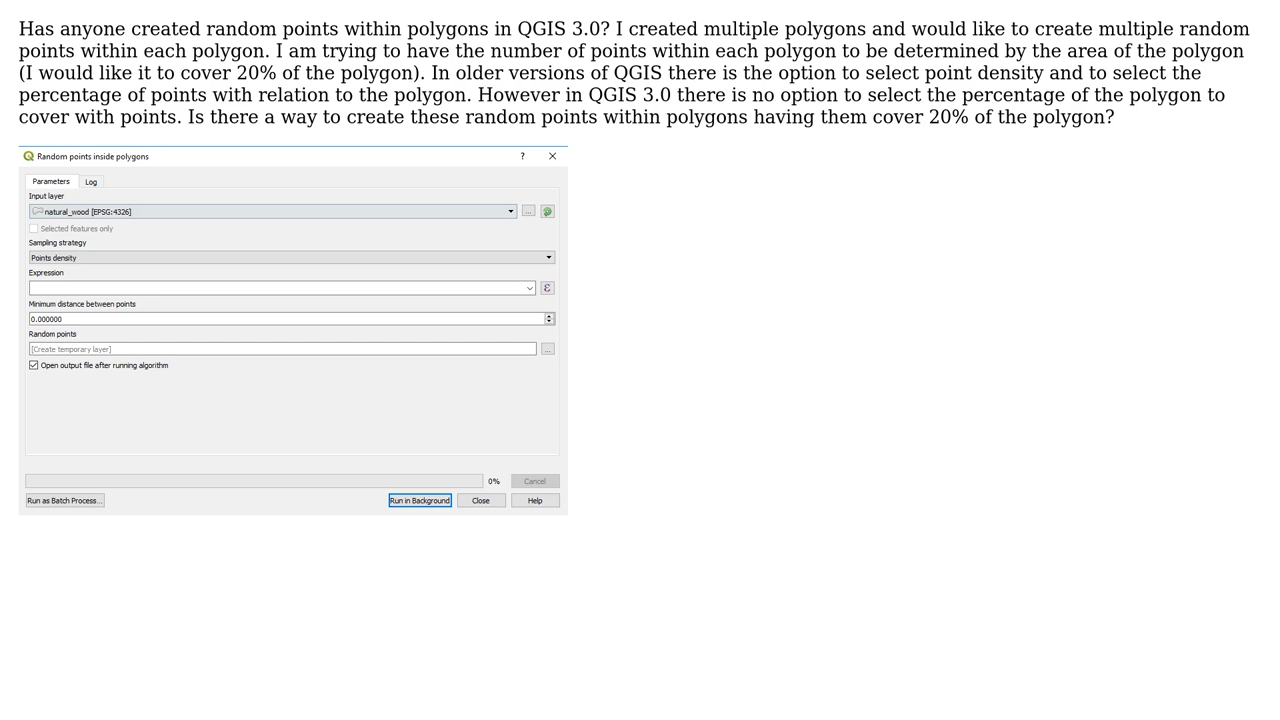 Has anyone created random points within polygons in QGIS 3.0? I created multiple polygons and would like to create multiple random
points within each polygon. I am trying to have the number of points within each polygon to be determined by the area of the polygon
(I would like it to cover 20% of the polygon). In older versions of QGIS there is the option to select point density and to select the
percentage of points with relation to the polygon. However in QGIS 3.0 there is no option to select the percentage of the polygon to
cover with points. Is there a way to create these random points within polygons having them cover 20% of the polygon?
Random points inside polygons
Parameters Log
Input layer
natural_wood [EPSG:4326]
...
Selected features only
Sampling strategy
Points density
Expression
ε
Minimum distance between points
0.000000
Random points
[Create temporary layer]
...
Open output file after running algorithm
0% Cancel
Run as Batch Process... Run in Background Close Help